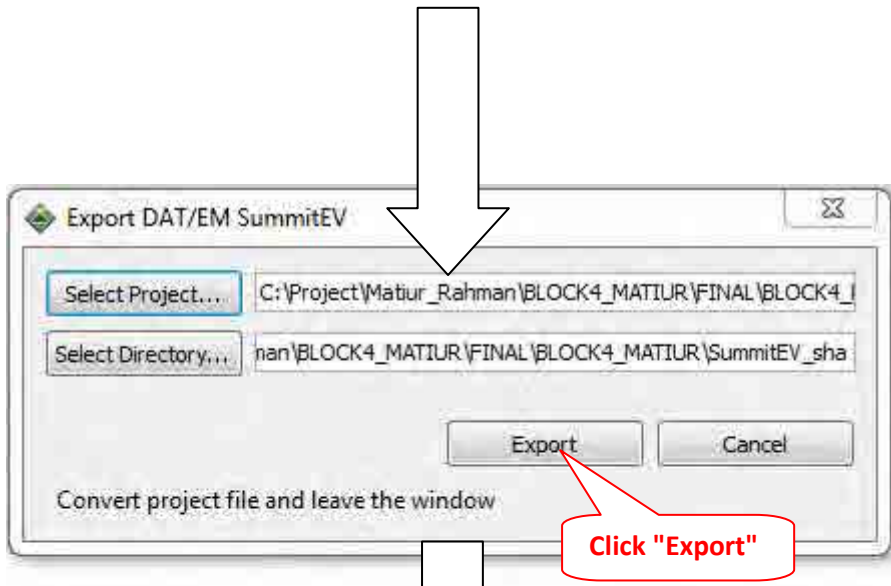 Export DAT/EM SummitEV
Select Project... C:\Project\Matiur_Rahman\BLOCK4_MATIUR\FINAL\BLOCK4_
Select Directory... nan\BLOCK4_MATIUR\FINAL\BLOCK4_MATIUR\SummitEV_sha
Export Cancel
Convert project file and leave the window
Click "Export"